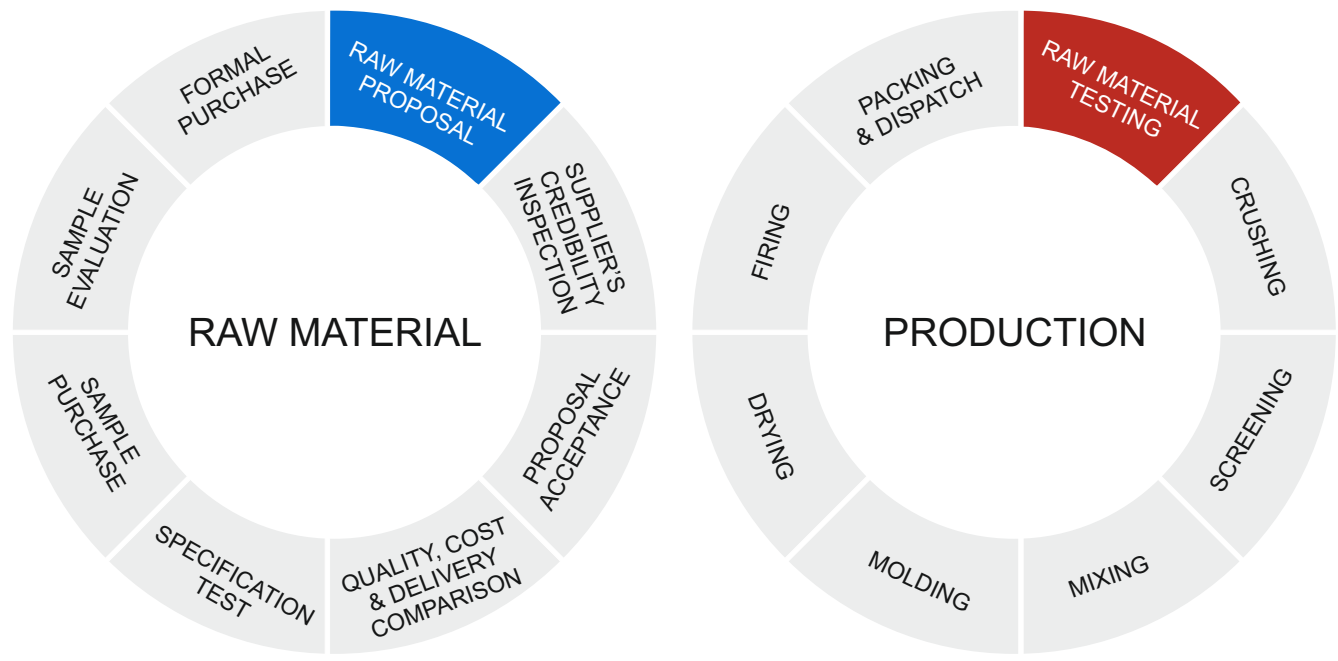 RAW MATERIAL
PROPOSAL
SUPPLIER'S
CREDIBILITY
INSPECTION
PROPOSAL
ACCEPTANCE
QUALITY, COST
& DELIVERY
COMPARISON
SPECIFICATION
TEST
SAMPLE
PURCHASE
SAMPLE
EVALUATION
FORMAL
PURCHASE
RAW MATERIAL
RAW MATERIAL
TESTING
CRUSHING
SCREENING
MIXING
MOLDING
DRYING
FIRING
PACKING
& DISPATCH
PRODUCTION